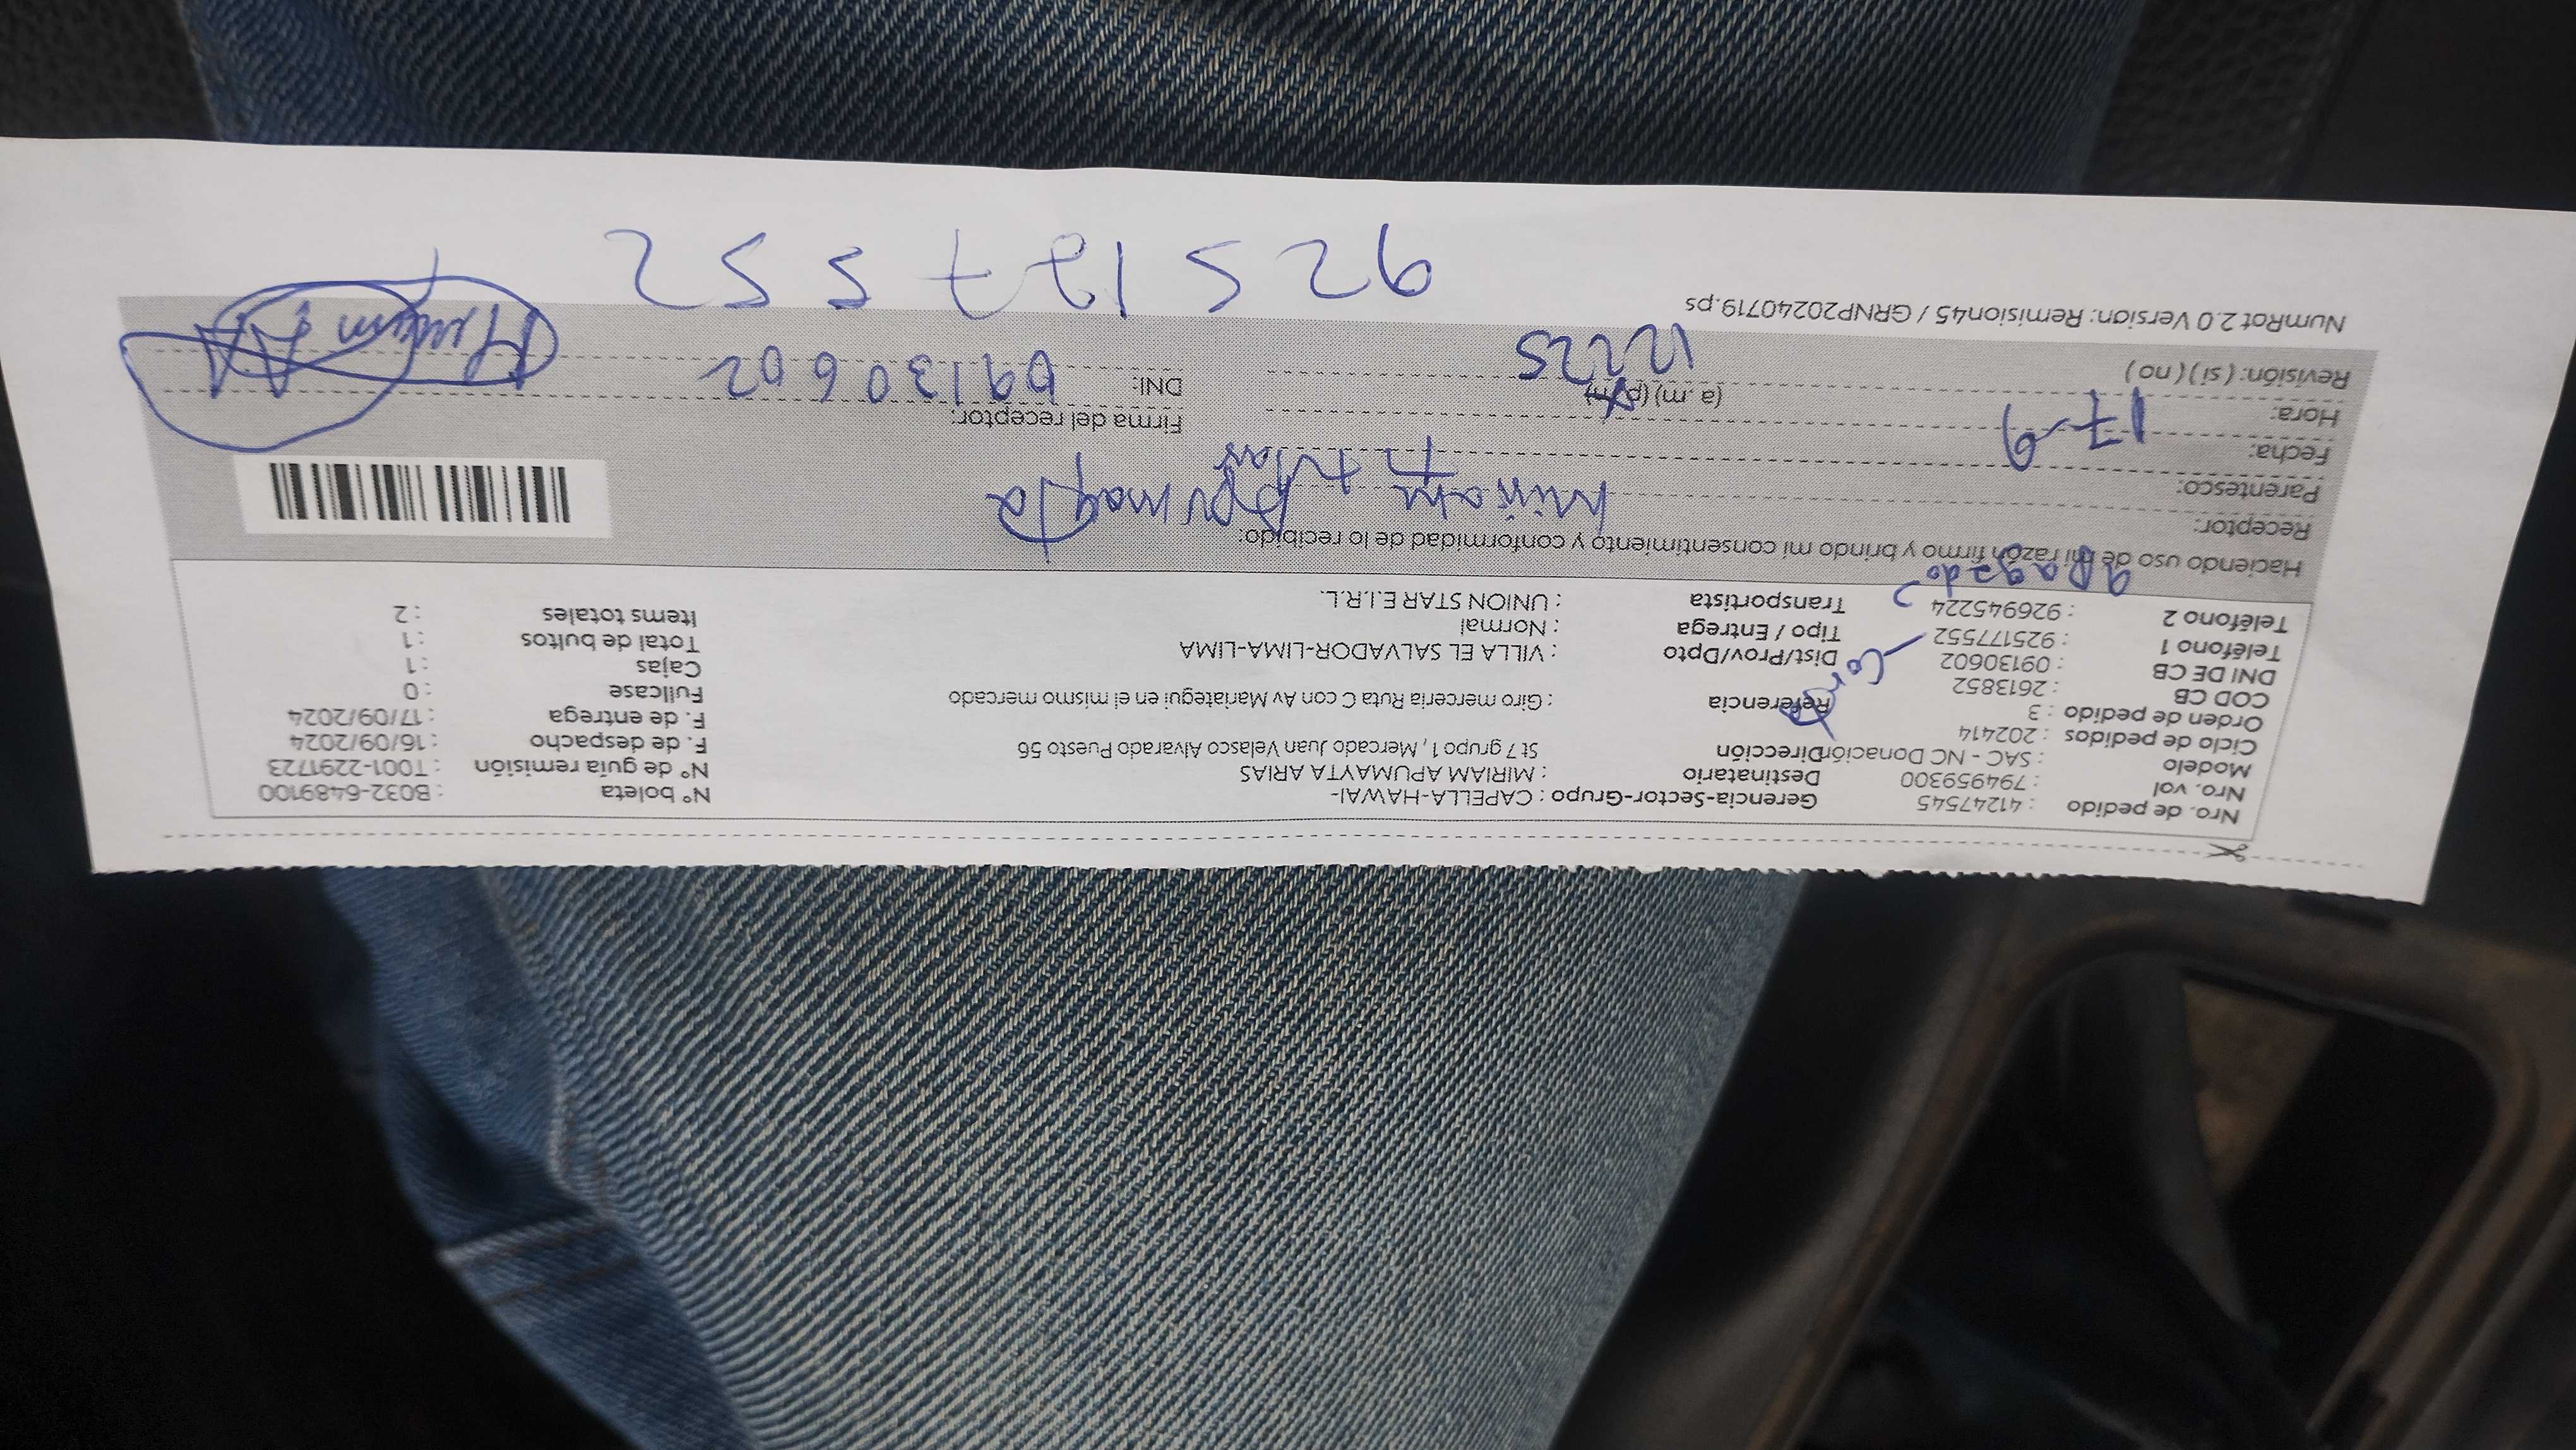 Nro. de pedido : 41247545 Gerencia-Sector-Grupo : CAPELLA-HAWAI- N° boleta : B032-6489100
Nro. vol : 794959300 Destinatario : MIRIAM APUMAYTA ARIAS N° de guía remisión : T001-2291723
Modelo : SAC - NC Donación Dirección St 7 grupo 1, Mercado Juan Velasco Alvarado Puesto 56 F. de despacho : 16/09/2024
Ciclo de pedidos : 202414 F. de entrega : 17/09/2024
Orden de pedido : 3 Referencia : Giro merceria Ruta C con Av Mariategui en el mismo mercado Fullcase : 0
COD CB : 2613852 Cajas : 1
DNI DE CB : 09130602 Dist/Prov/Dpto : VILLA EL SALVADOR-LIMA-LIMA Total de bultos : 1
Teléfono 1 : 925177552 Tipo / Entrega : Normal Items totales : 2
Teléfono 2 : 926945224 Transportista : UNION STAR E.I.R.L.
apagado
Haciendo uso de mi razón firmo y brindo mi consentimiento y conformidad de lo recibido:
Receptor: Miriam
Parentesco:
Fecha: 17-9
Hora: (a.m) (p.m) Firma del receptor:
Revisión: ( si ) ( no ) 12225 DNI: 09130602
NumRot 2.0 Version: Remision45 / GRNP20240719.ps